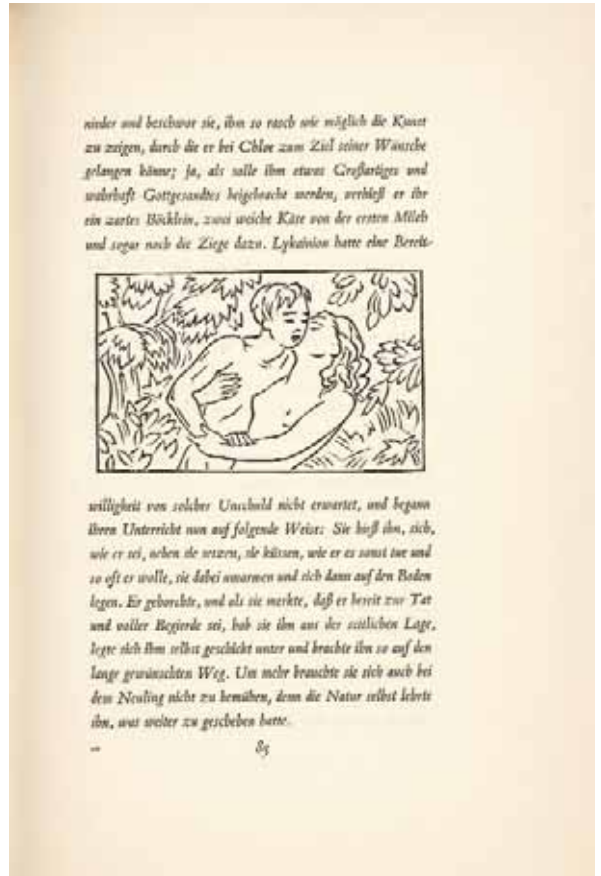 nieder und beschwor sie, ihm so rasch wie möglich die Kunst
zu zeigen, durch die er bei Chloe zum Ziel seiner Wünsche
gelangen könne; ja, als solle ihm etwas Großartiges und
wahrhaft Gottgesandtes beigebracht werden, verhieß er ihr
ein zartes Böcklein, zwei weiche Käse von der ersten Milch
und sogar noch die Ziege dazu. Lykainion hatte eine Bereit-
willigkeit von solcher Unschuld nicht erwartet, und begann
ihren Unterricht nun auf folgende Weise: Sie hieß ihn, sich,
wie er sei, neben sie setzen, sie küssen, wie er es sonst tue und
so oft er wolle, sie dabei umarmen und sich dann auf den Boden
legen. Er gehorchte, und als sie merkte, daß er bereit zur Tat
und voller Begierde sei, hob sie ihn aus der seitlichen Lage,
legte sich ihm selbst geschickt unter und brachte ihn so auf den
lange gewünschten Weg. Um mehr brauchte sie sich auch bei
dem Neuling nicht zu bemühen, denn die Natur selbst lehrte
ihn, was weiter zu geschehen hatte.
85